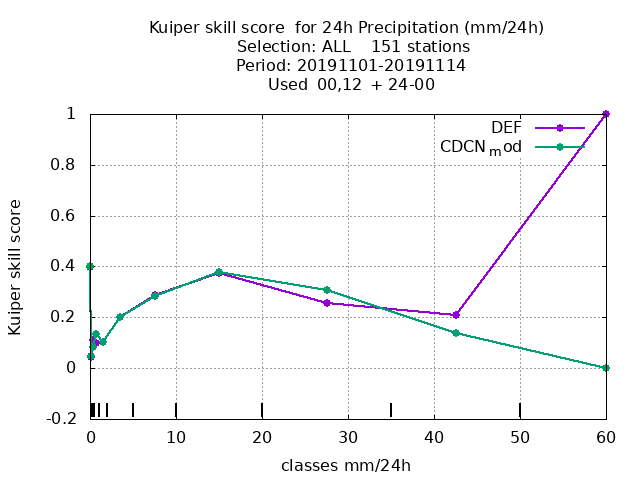 Kuiper skill score  for 24h Precipitation (mm/24h)
Selection: ALL    151 stations
Period: 20191101-20191114
Used  00,12  + 24-00
DEF
CDCN_mod
1
0.8
0.6
0.4
0.2
0
-0.2
Kuiper skill score
0 10 20 30 40 50 60
classes mm/24h